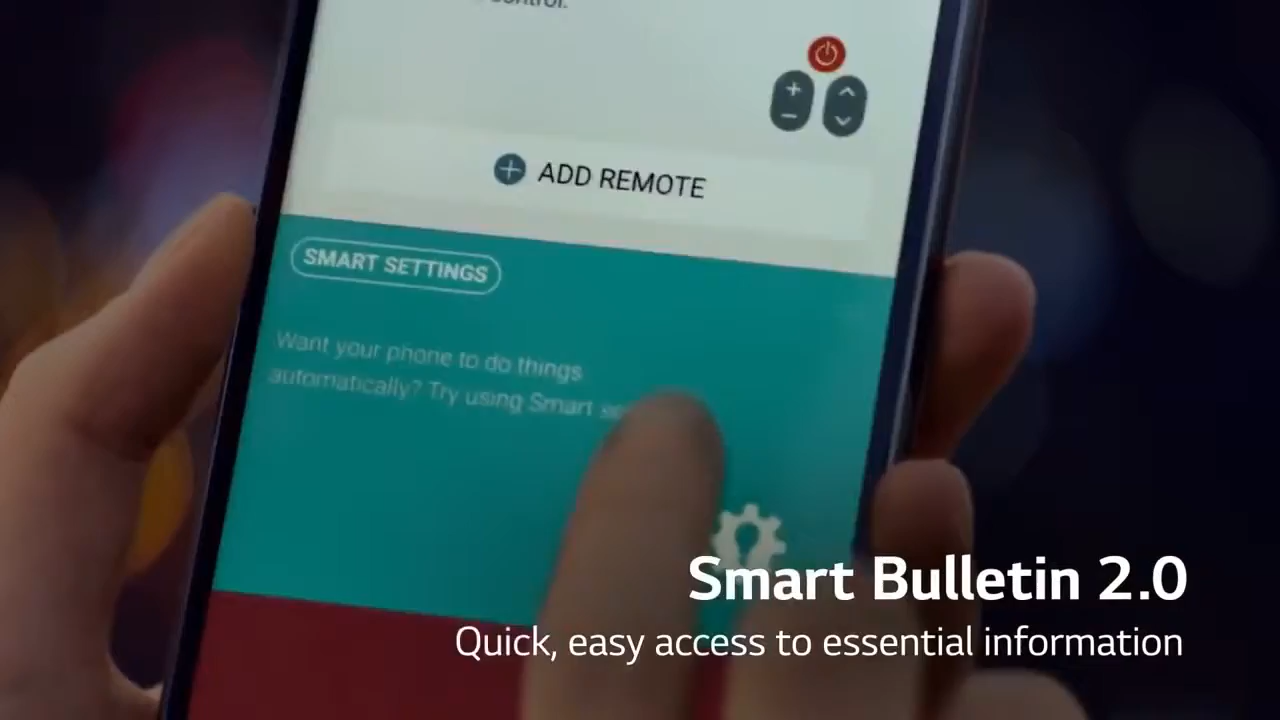 control.
ADD REMOTE
SMART SETTINGS
Want your phone to do things
automatically? Try using Smart
Smart Bulletin 2.0
Quick, easy access to essential information